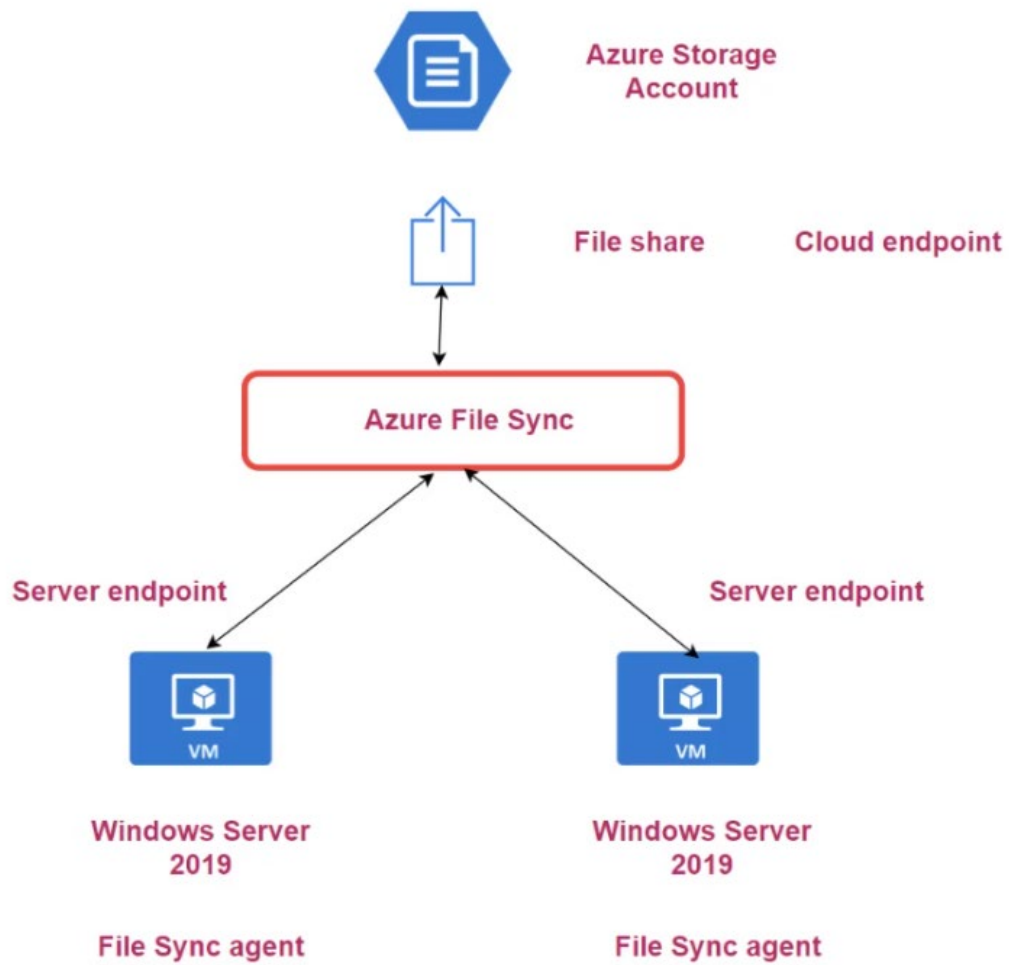 Azure Storage
Account
File share
Cloud endpoint
Azure File Sync
Server endpoint
Server endpoint
VM
VM
Windows Server
2019
Windows Server
2019
File Sync agent
File Sync agent